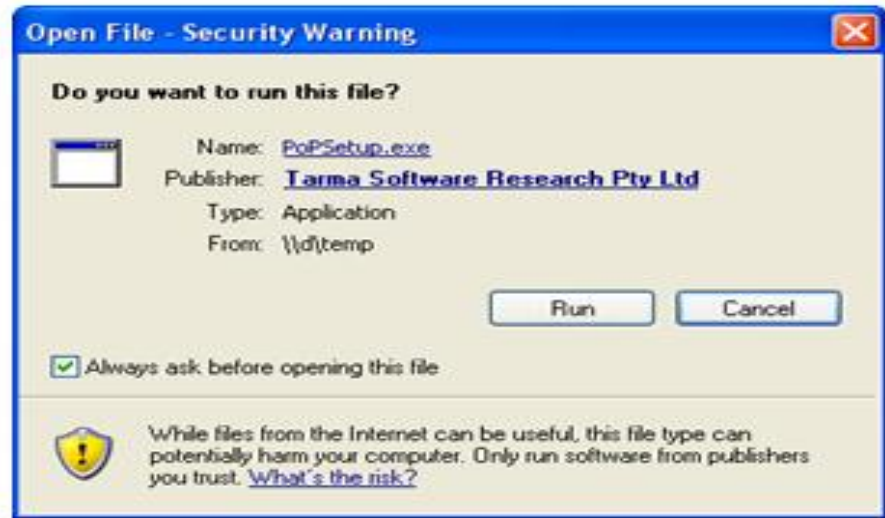 Open File - Security Warning
Do you want to run this file?
Name: PoPSetup.exe
Publisher: Tarma Software Research Pty Ltd
Type: Application
From: \\d\temp
Run Cancel
Always ask before opening this file
While files from the Internet can be useful, this file type can
potentially harm your computer. Only run software from publishers
you trust. What's the risk?